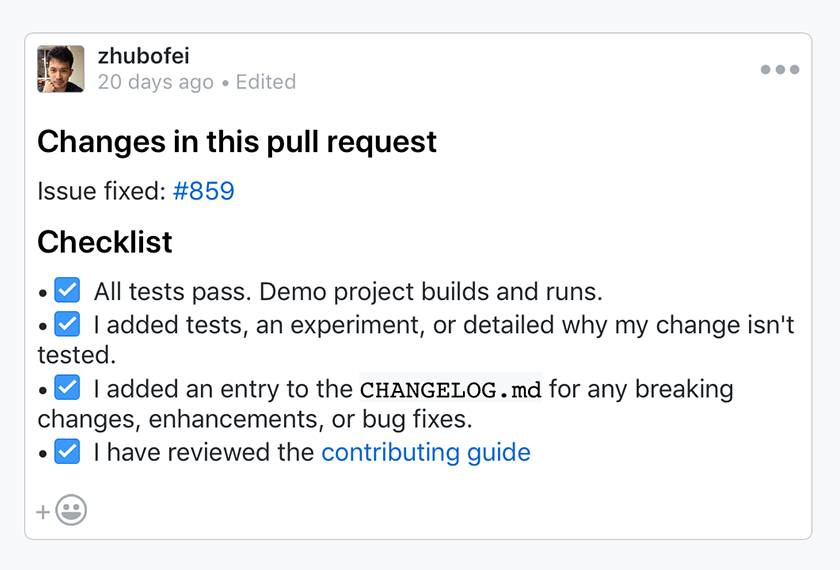 zhubofei
20 days ago • Edited
Changes in this pull request
Issue fixed: #859
Checklist
• All tests pass. Demo project builds and runs.
• I added tests, an experiment, or detailed why my change isn't
tested.
• I added an entry to the CHANGELOG.md for any breaking
changes, enhancements, or bug fixes.
• I have reviewed the contributing guide